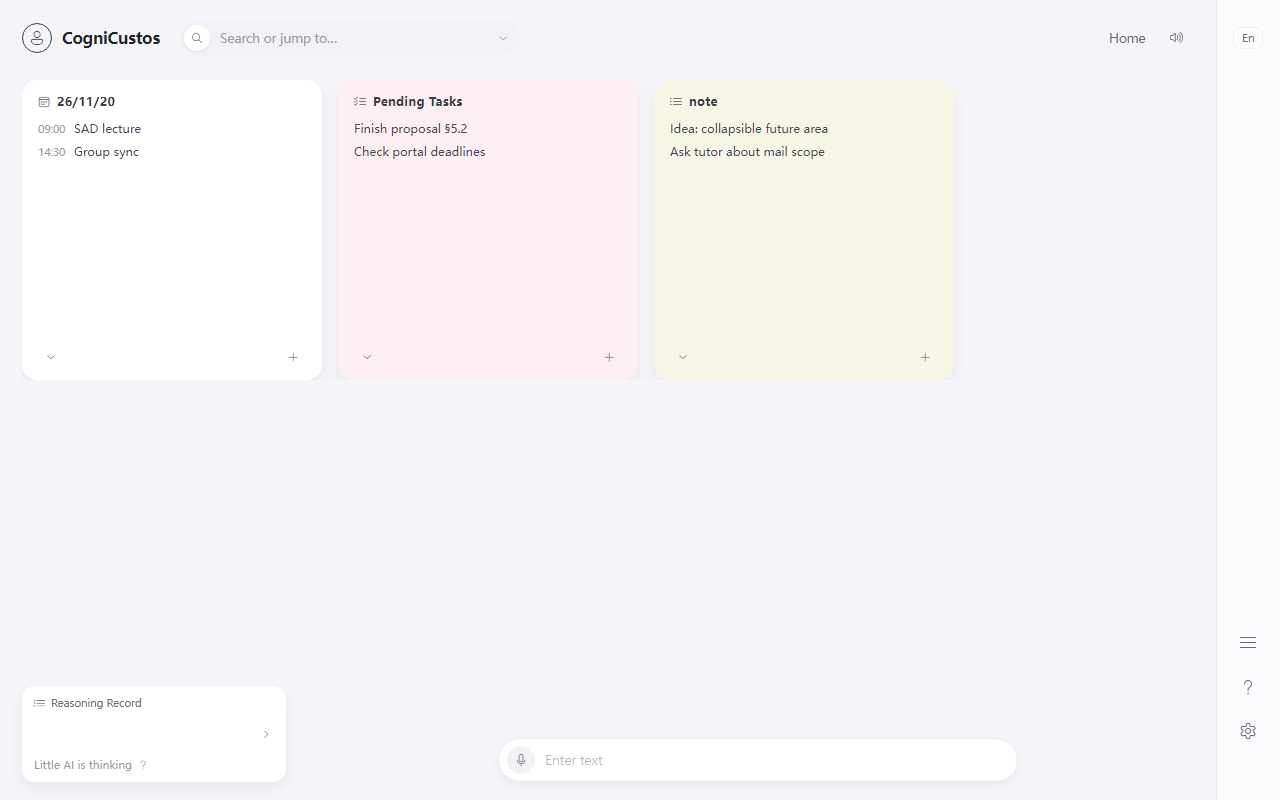 CogniCustos
Search or jump to...
Home
En
26/11/20
09:00 SAD lecture
14:30 Group sync
Pending Tasks
Finish proposal §5.2
Check portal deadlines
note
Idea: collapsible future area
Ask tutor about mail scope
Reasoning Record
Little AI is thinking ?
Enter text
?